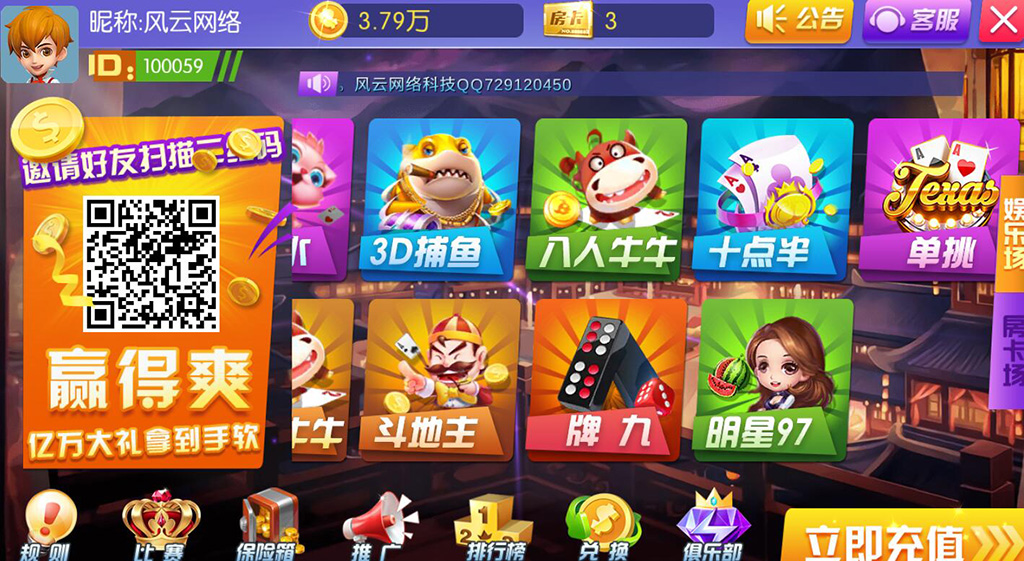 昵称:风云网络
3.79万
房卡
3
公告
客服
ID:
100059
风云网络科技QQ729120450
邀请好友扫描二维码
赢得爽
亿万大礼拿到手软
3D捕鱼
八人牛牛
十点半
Texas
单挑
牛牛
斗地主
牌九
明星97
娱乐场
房卡场
规则
比赛
保险箱
推广
1
2
排行榜
兑换
俱乐部
立即充值